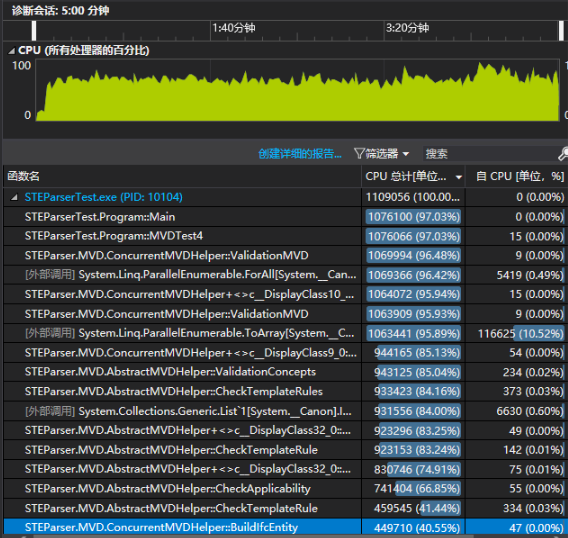 诊断会话: 5:00 分钟
1:40分钟 3:20分钟
CPU (所有处理器的百分比)
100
0 0
创建详细的报告... 筛选器 搜索
函数名 CPU 总计[单位... 自 CPU [单位，%]
STEParserTest.exe (PID: 10104) 1109056 (100.00... 0 (0.00%)
STEParserTest.Program::Main 1076100 (97.03%) 0 (0.00%)
STEParserTest.Program::MVDTest4 1076066 (97.03%) 15 (0.00%)
STEParser.MVD.ConcurrentMVDHelper::ValidationMVD 1069994 (96.48%) 9 (0.00%)
[外部调用] System.Linq.ParallelEnumerable.ForAll[System.__Can... 1069366 (96.42%) 5419 (0.49%)
STEParser.MVD.ConcurrentMVDHelper+<>c__DisplayClass10_... 1064072 (95.94%) 15 (0.00%)
STEParser.MVD.ConcurrentMVDHelper::ValidationMVD 1063909 (95.93%) 9 (0.00%)
[外部调用] System.Linq.ParallelEnumerable.ToArray[System.__C... 1063441 (95.89%) 116625 (10.52%)
STEParser.MVD.ConcurrentMVDHelper+<>c__DisplayClass9_0:... 944165 (85.13%) 54 (0.00%)
STEParser.MVD.AbstractMVDHelper::ValidationConcepts 943125 (85.04%) 234 (0.02%)
STEParser.MVD.AbstractMVDHelper::CheckTemplateRules 933423 (84.16%) 373 (0.03%)
[外部调用] System.Collections.Generic.List`1[System.__Canon].I... 931556 (84.00%) 6630 (0.60%)
STEParser.MVD.AbstractMVDHelper+<>c__DisplayClass32_0::... 923296 (83.25%) 49 (0.00%)
STEParser.MVD.AbstractMVDHelper::CheckTemplateRule 923153 (83.24%) 142 (0.01%)
STEParser.MVD.AbstractMVDHelper+<>c__DisplayClass32_0::... 830746 (74.91%) 75 (0.01%)
STEParser.MVD.AbstractMVDHelper::CheckApplicability 741404 (66.85%) 55 (0.00%)
STEParser.MVD.AbstractMVDHelper::CheckTemplateRule 459545 (41.44%) 334 (0.03%)
STEParser.MVD.ConcurrentMVDHelper::BuildIfcEntity 449710 (40.55%) 47 (0.00%)